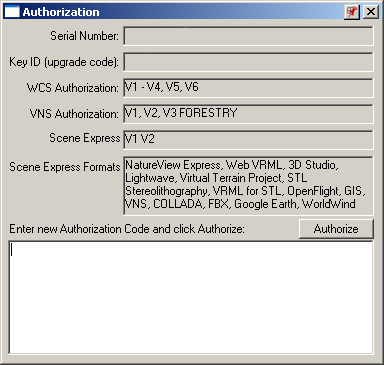 Authorization
Serial Number:
Key ID (upgrade code):
WCS Authorization: V1 - V4, V5, V6
VNS Authorization: V1, V2, V3 FORESTRY
Scene Express V1 V2
Scene Express Formats NatureView Express, Web VRML, 3D Studio,
Lightwave, Virtual Terrain Project, STL
Stereolithography, VRML for STL, OpenFlight, GIS,
VNS, COLLADA, FBX, Google Earth, WorldWind
Enter new Authorization Code and click Authorize: Authorize